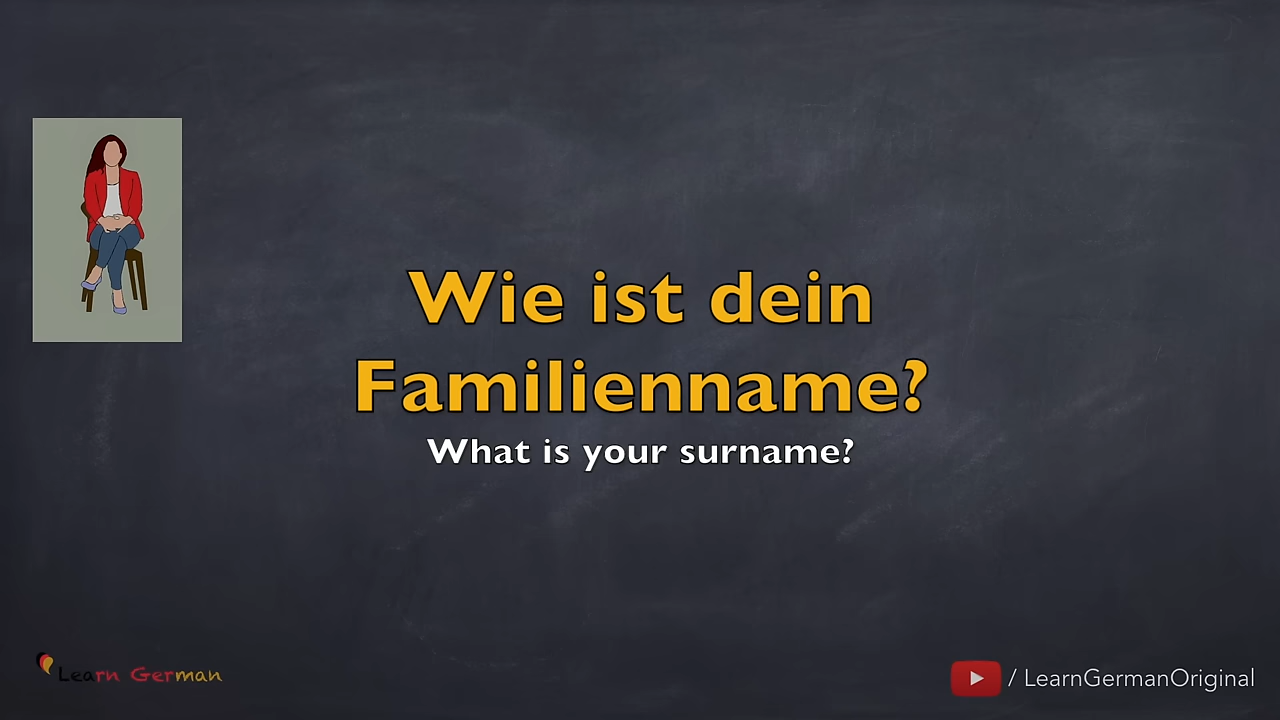 Wie ist dein
Familienname?
What is your surname?
Learn German
/ LearnGermanOriginal